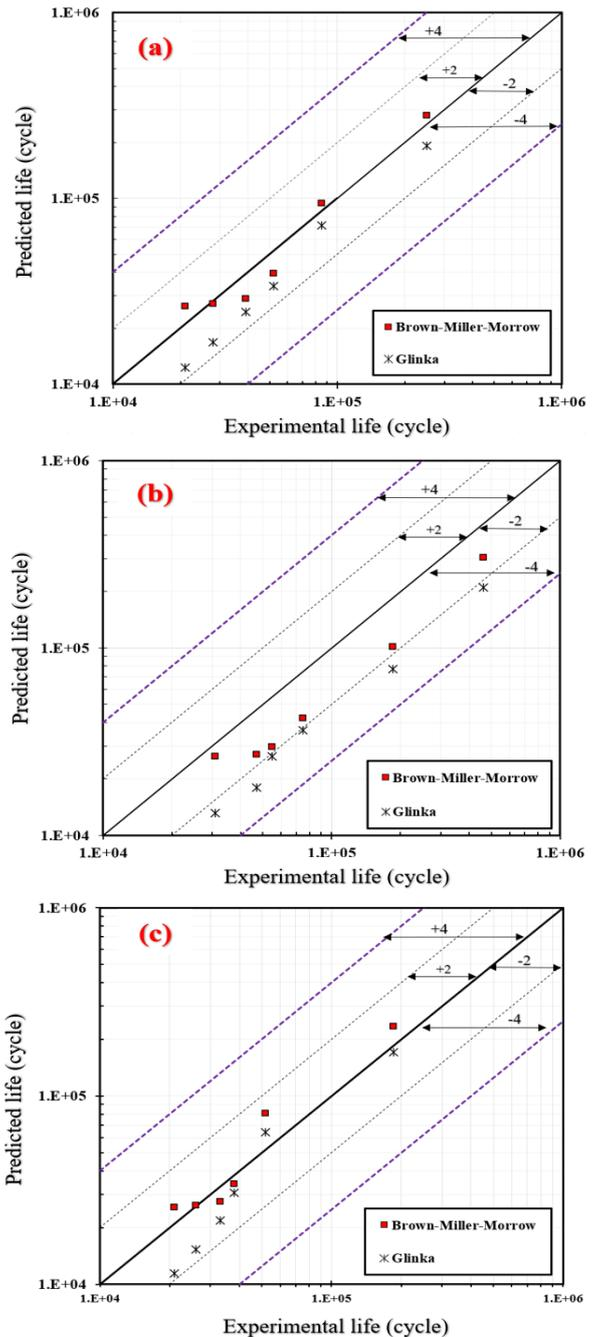 1.E+06
(a)
+4
+2
-2
-4
1.E+05
Predicted life (cycle)
Brown-Miller-Morrow
Glinka
1.E+04
1.E+04
1.E+05
1.E+06
Experimental life (cycle)
1.E+06
(b)
+4
-2
+2
-4
1.E+05
Predicted life (cycle)
Brown-Miller-Morrow
Glinka
1.E+04
1.E+04
1.E+05
1.E+06
Experimental life (cycle)
1.E+06
(c)
+4
-2
+2
-4
1.E+05
Predicted life (cycle)
Brown-Miller-Morrow
Glinka
1.E+04
1.E+04
1.E+05
1.E+06
Experimental life (cycle)